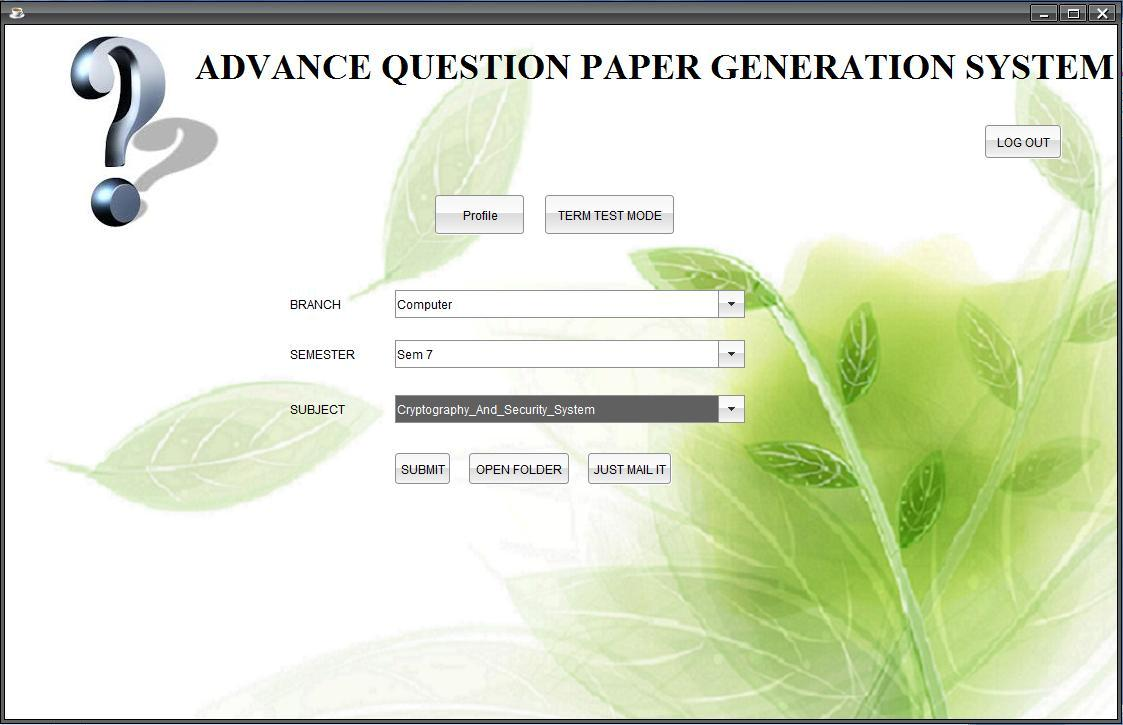 ADVANCE QUESTION PAPER GENERATION SYSTEM
LOG OUT
Profile TERM TEST MODE
BRANCH Computer
SEMESTER Sem 7
SUBJECT Cryptography_And_Security_System
SUBMIT OPEN FOLDER JUST MAIL IT